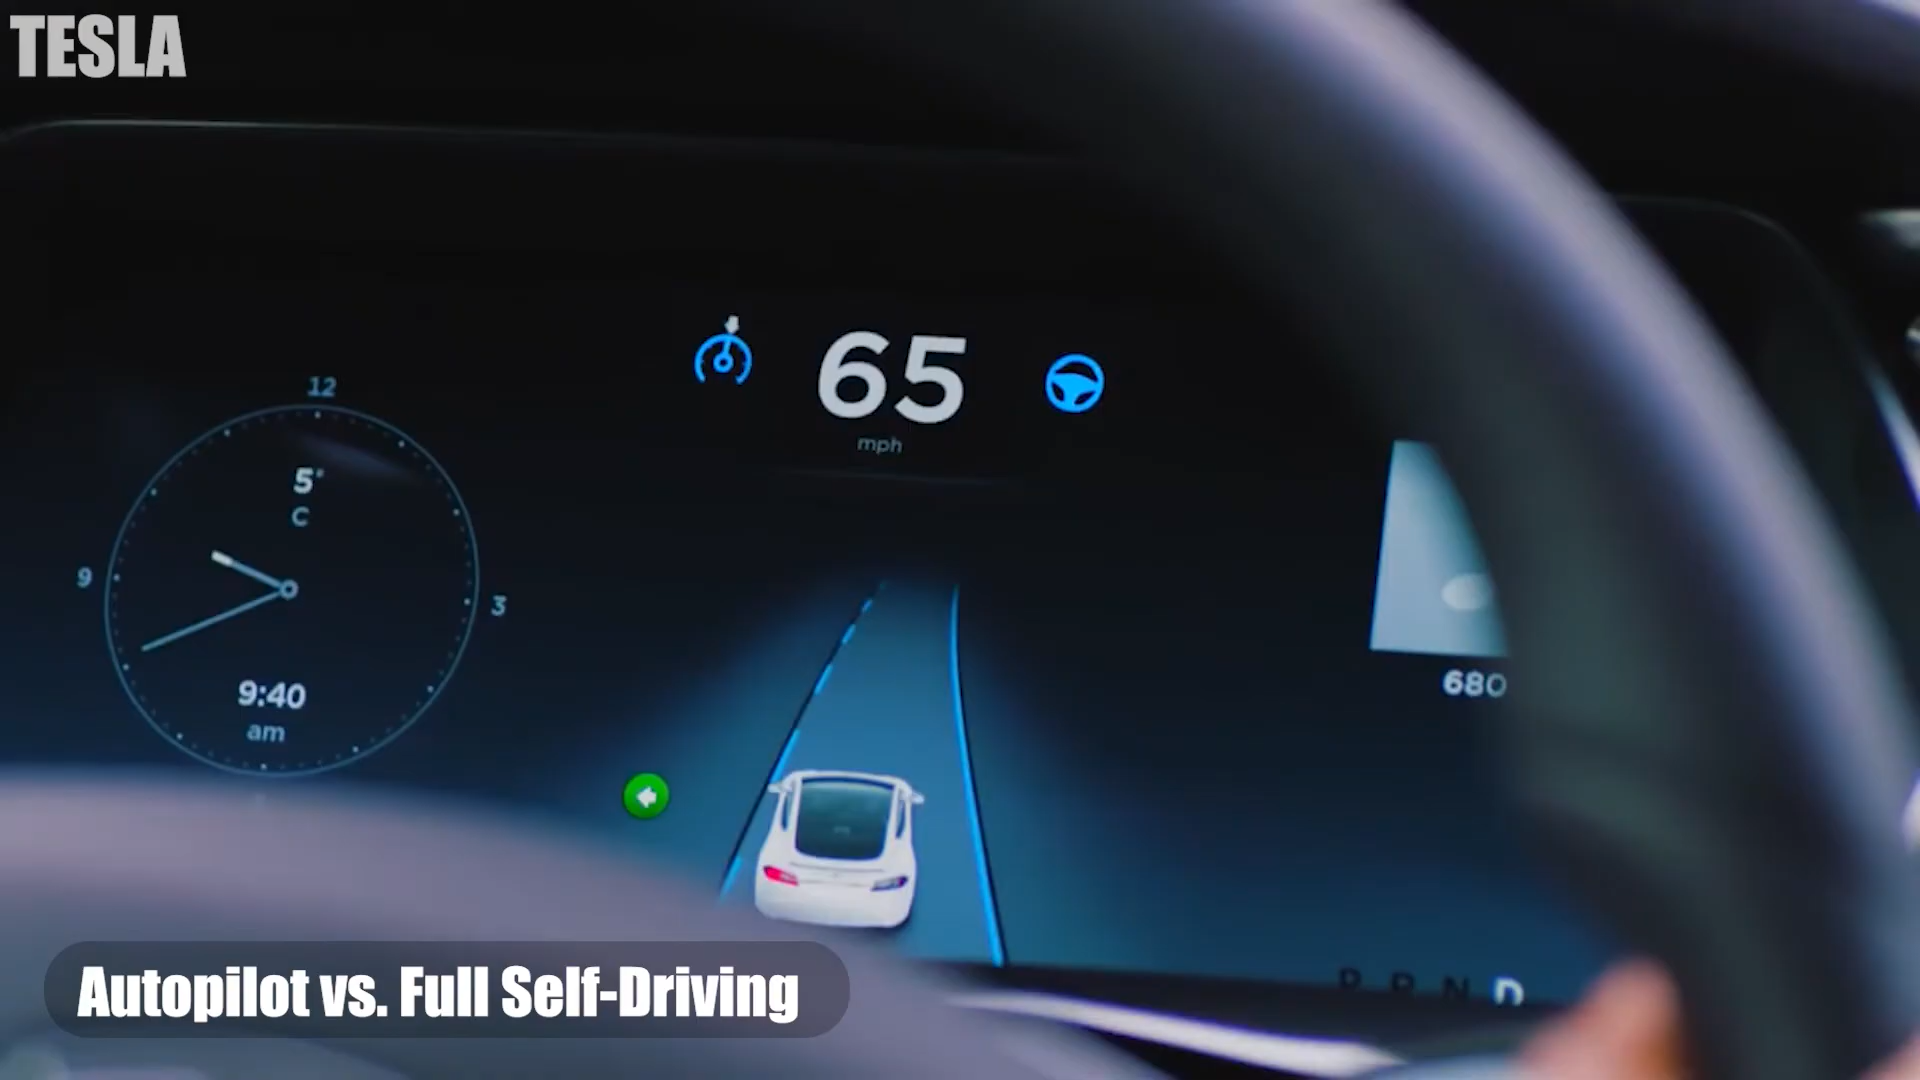 TESLA
65
mph
12
5°
C
9
3
9:40
am
680
P R N D
Autopilot vs. Full Self-Driving